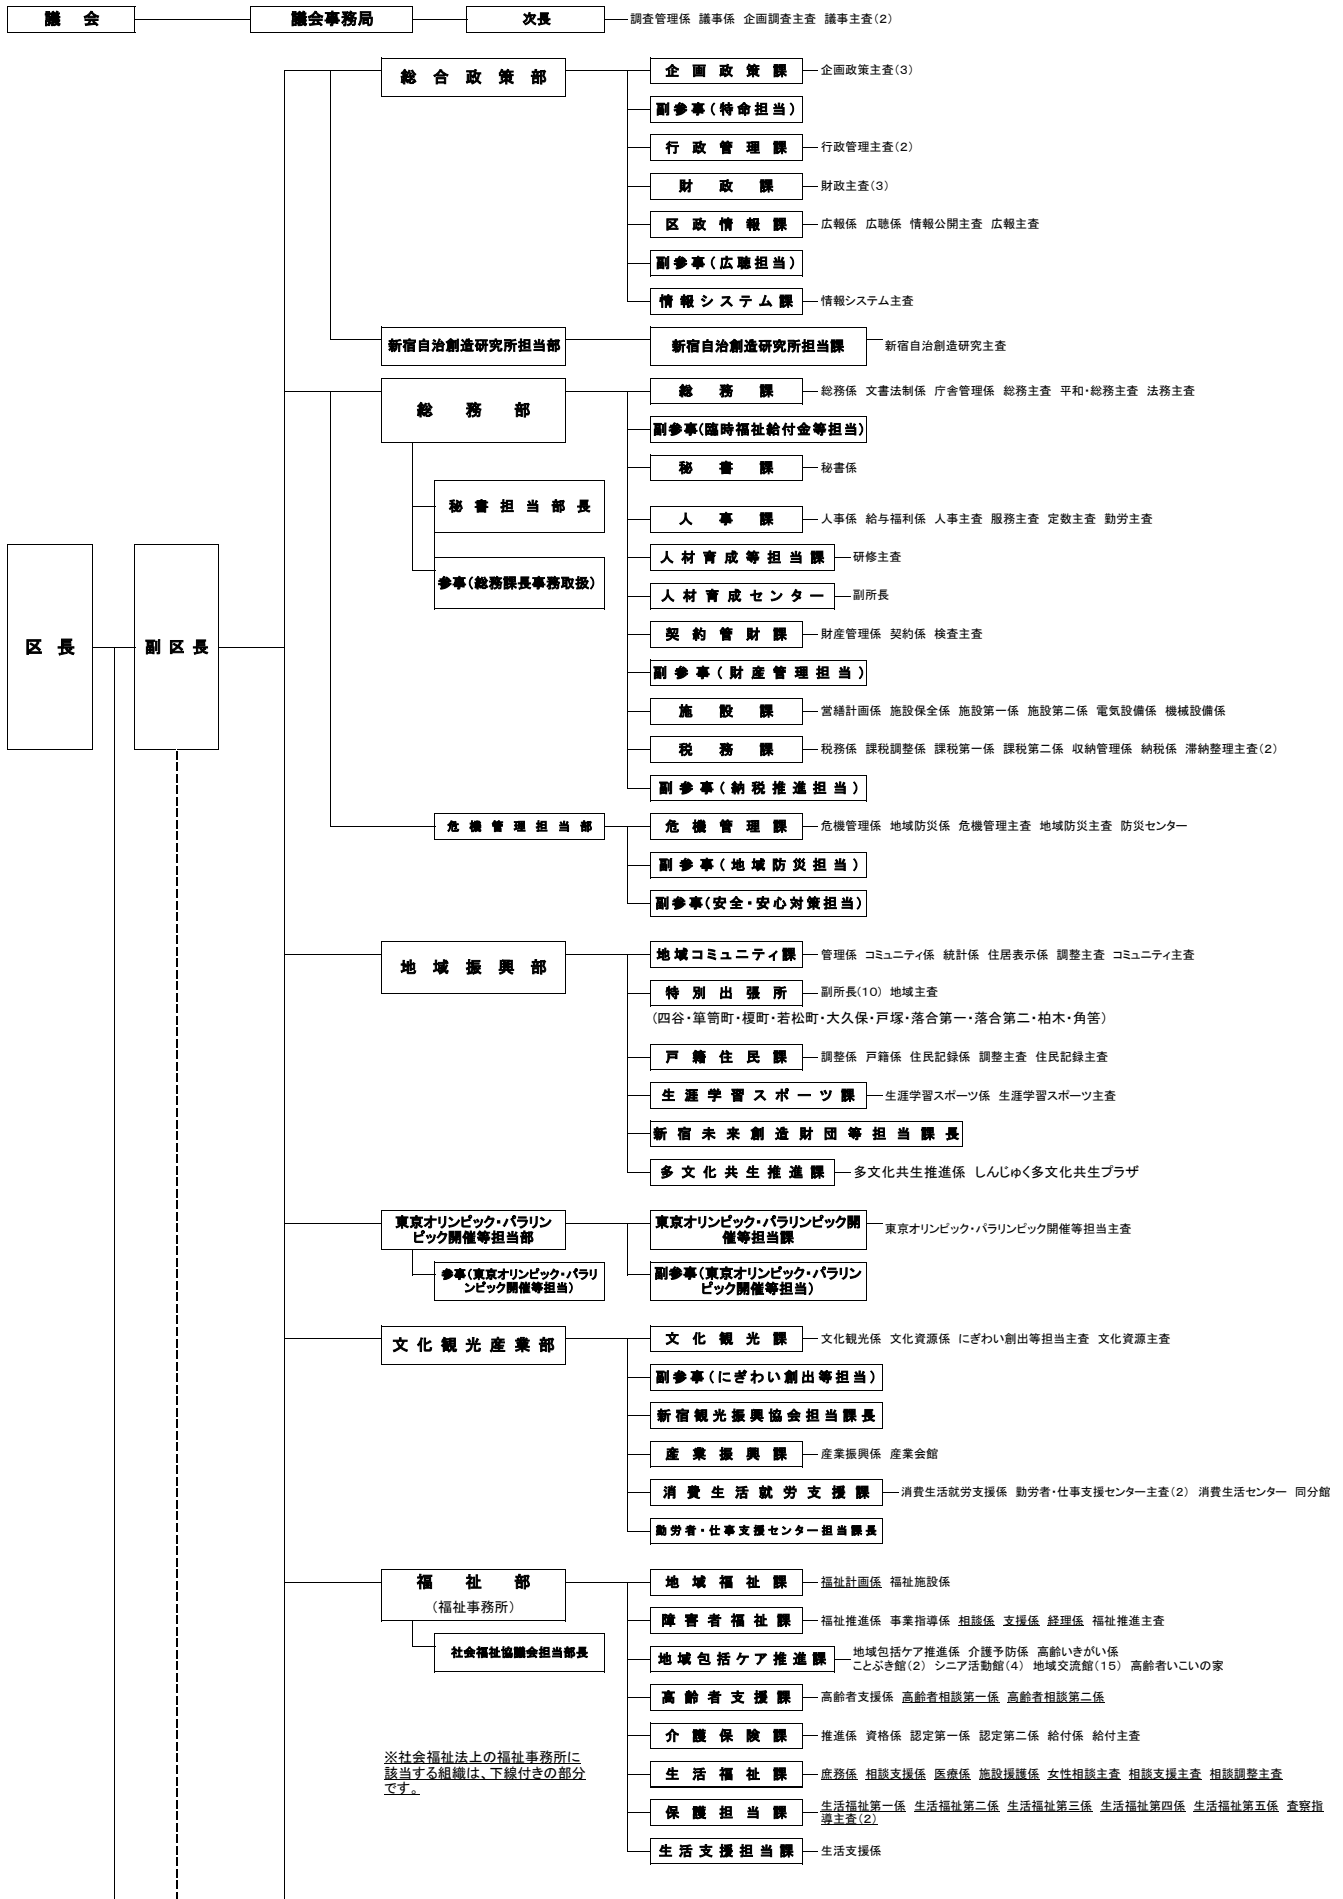 議会 議会事務局 次長 調査管理係 議事係 企画調査主査 議事主査(2)
総合政策部 企画政策課 企画政策主査(3)
副参事(特命担当)
行政管理課 行政管理主査(2)
財政課 財政主査(3)
区政情報課 広報係 広聴係 情報公開主査 広報主査
副参事(広聴担当)
情報システム課 情報システム主査
新宿自治創造研究所担当部 新宿自治創造研究所担当課 新宿自治創造研究主査
総務部 総務課 総務係 文書法制係 庁舎管理係 総務主査 平和・総務主査 法務主査
副参事(臨時福祉給付金等担当)
秘書課 秘書係
秘書担当部長
人事課 人事係 給与福利係 人事主査 服務主査 定数主査 勤労主査
人材育成等担当課 研修主査
参事(総務課長事務取扱)
人材育成センター 副所長
区長 副区長
契約管財課 財産管理係 契約係 検査主査
副参事(財産管理担当)
施設課 営繕計画係 施設保全係 施設第一係 施設第二係 電気設備係 機械設備係
税務課 税務係 課税調整係 課税第一係 課税第二係 収納管理係 納税係 滞納整理主査(2)
副参事(納税推進担当)
危機管理担当部 危機管理課 危機管理係 地域防災係 危機管理主査 地域防災主査 防災センター
副参事(地域防災担当)
副参事(安全・安心対策担当)
地域振興部 地域コミュニティ課 管理係 コミュニティ係 統計係 住居表示係 調整主査 コミュニティ主査
特別出張所 副所長(10) 地域主査
(四谷・箪笥町・榎町・若松町・大久保・戸塚・落合第一・落合第二・柏木・角筈)
戸籍住民課 調整係 戸籍係 住民記録係 調整主査 住民記録主査
生涯学習スポーツ課 生涯学習スポーツ係 生涯学習スポーツ主査
新宿未来創造財団等担当課長
多文化共生推進課 多文化共生推進係 しんじゅく多文化共生プラザ
東京オリンピック・パラリン
ピック開催等担当部
東京オリンピック・パラリンピック開
催等担当課
東京オリンピック・パラリンピック開催等担当主査
参事(東京オリンピック・パラリ
ンピック開催等担当)
副参事(東京オリンピック・パラリン
ピック開催等担当)
文化観光産業部 文化観光課 文化観光係 文化資源係 にぎわい創出等担当主査 文化資源主査
副参事(にぎわい創出等担当)
新宿観光振興協会担当課長
産業振興課 産業振興係 産業会館
消費生活就労支援課 消費生活就労支援係 勤労者・仕事支援センター主査(2) 消費生活センター 同分館
勤労者・仕事支援センター担当課長
福祉部 地域福祉課 福祉計画係 福祉施設係
(福祉事務所)
障害者福祉課 福祉推進係 事業指導係 相談係 支援係 経理係 福祉推進主査
社会福祉協議会担当部長
地域包括ケア推進課 地域包括ケア推進係 介護予防係 高齢いきがい係
ことぶき館(2) シニア活動館(4) 地域交流館(15) 高齢者いこいの家
高齢者支援課 高齢者支援係 高齢者相談第一係 高齢者相談第二係
介護保険課 推進係 資格係 認定第一係 認定第二係 給付係 給付主査
※社会福祉法上の福祉事務所に
該当する組織は、下線付きの部分
です。
生活福祉課 庶務係 相談支援係 医療係 施設援護係 女性相談主査 相談支援主査 相談調整主査
保護担当課 生活福祉第一係 生活福祉第二係 生活福祉第三係 生活福祉第四係 生活福祉第五係 査察指
導主査(2)
生活支援担当課 生活支援係